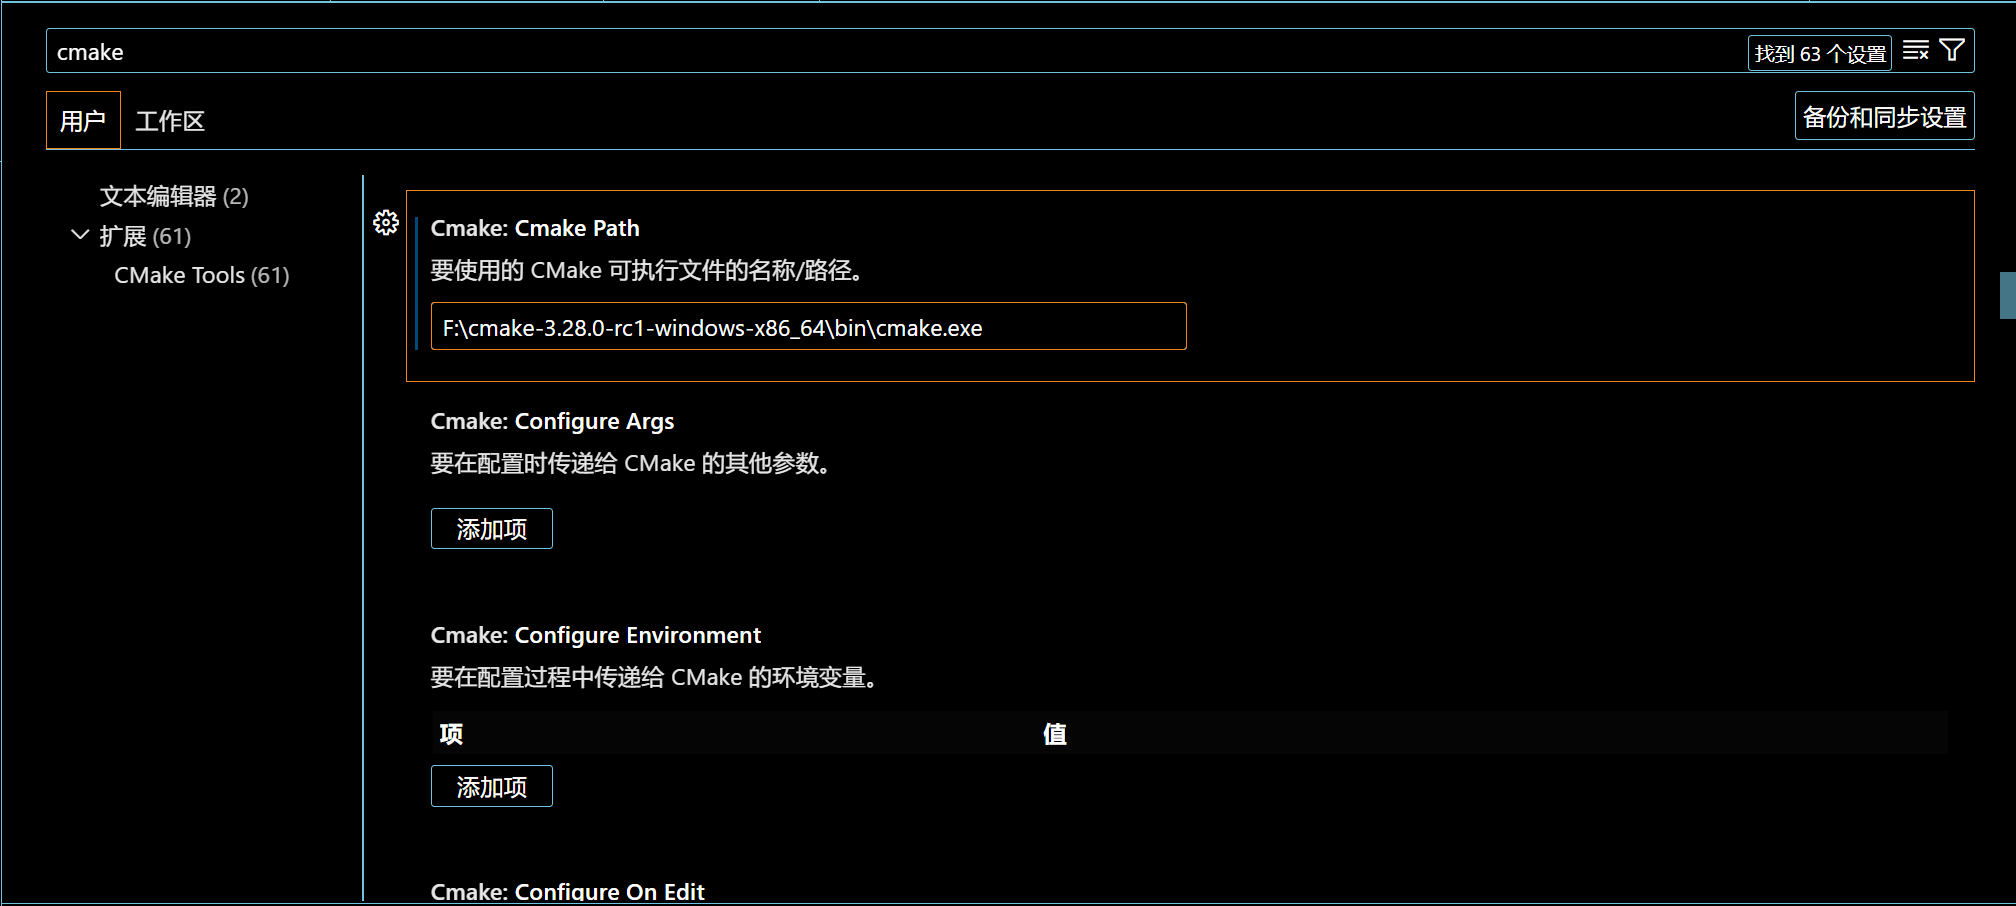 cmake
找到 63 个设置
用户
工作区
备份和同步设置
文本编辑器 (2)
扩展 (61)
CMake Tools (61)
Cmake: Cmake Path
要使用的 CMake 可执行文件的名称/路径。
F:\cmake-3.28.0-rc1-windows-x86_64\bin\cmake.exe
Cmake: Configure Args
要在配置时传递给 CMake 的其他参数。
添加项
Cmake: Configure Environment
要在配置过程中传递给 CMake 的环境变量。
项
值
添加项
Cmake: Configure On Edit